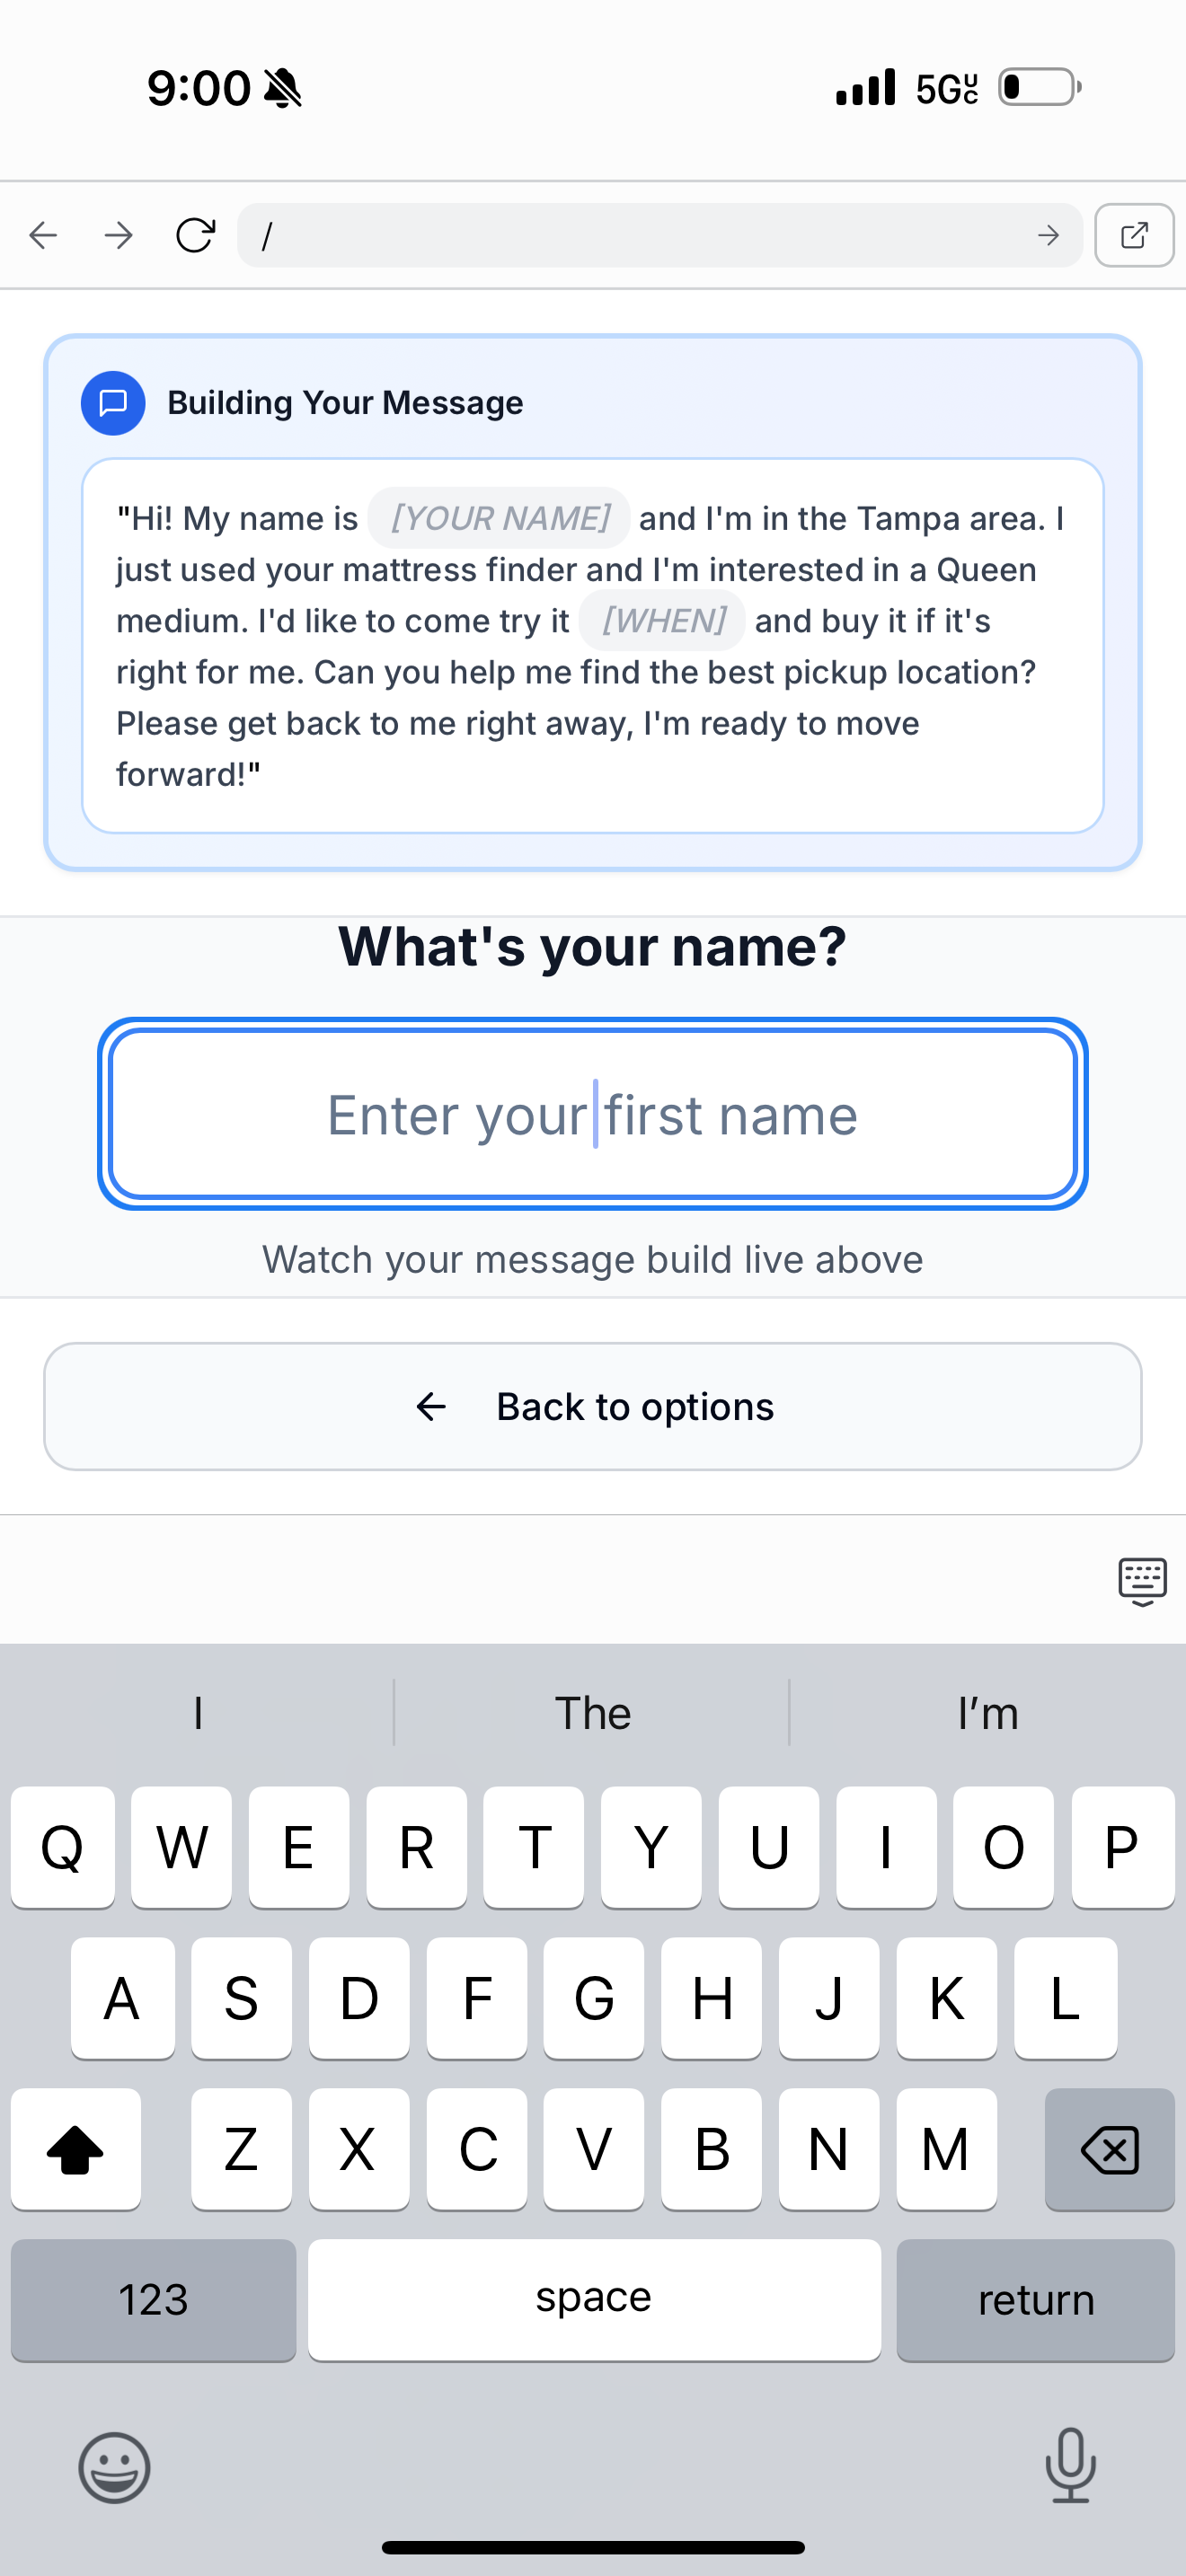 9:00
5G UC
/
Building Your Message
"Hi! My name is [YOUR NAME] and I'm in the Tampa area. I
just used your mattress finder and I'm interested in a Queen
medium. I'd like to come try it [WHEN] and buy it if it's
right for me. Can you help me find the best pickup location?
Please get back to me right away, I'm ready to move
forward!"
What's your name?
Enter your first name
Watch your message build live above
← Back to options
I The I’m
Q W E R T Y U I O P
A S D F G H J K L
Z X C V B N M
123 space return